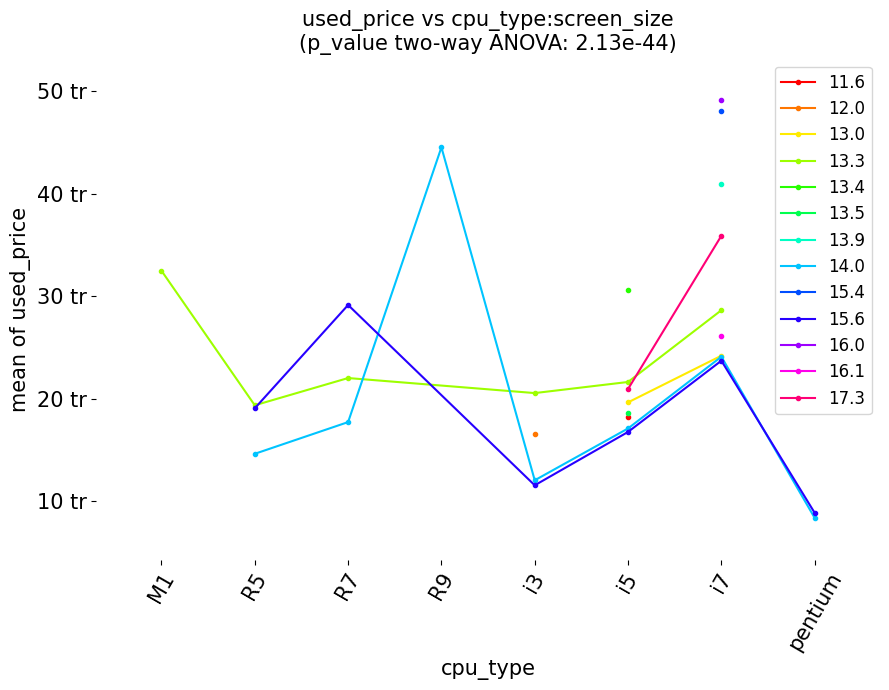 used_price vs cpu_type:screen_size
(p_value two-way ANOVA: 2.13e-44)
50 tr
40 tr
30 tr
20 tr
10 tr
mean of used_price
11.6
12.0
13.0
13.3
13.4
13.5
13.9
14.0
15.4
15.6
16.0
16.1
17.3
M1
R5
R7
R9
i3
i5
i7
pentium
cpu_type